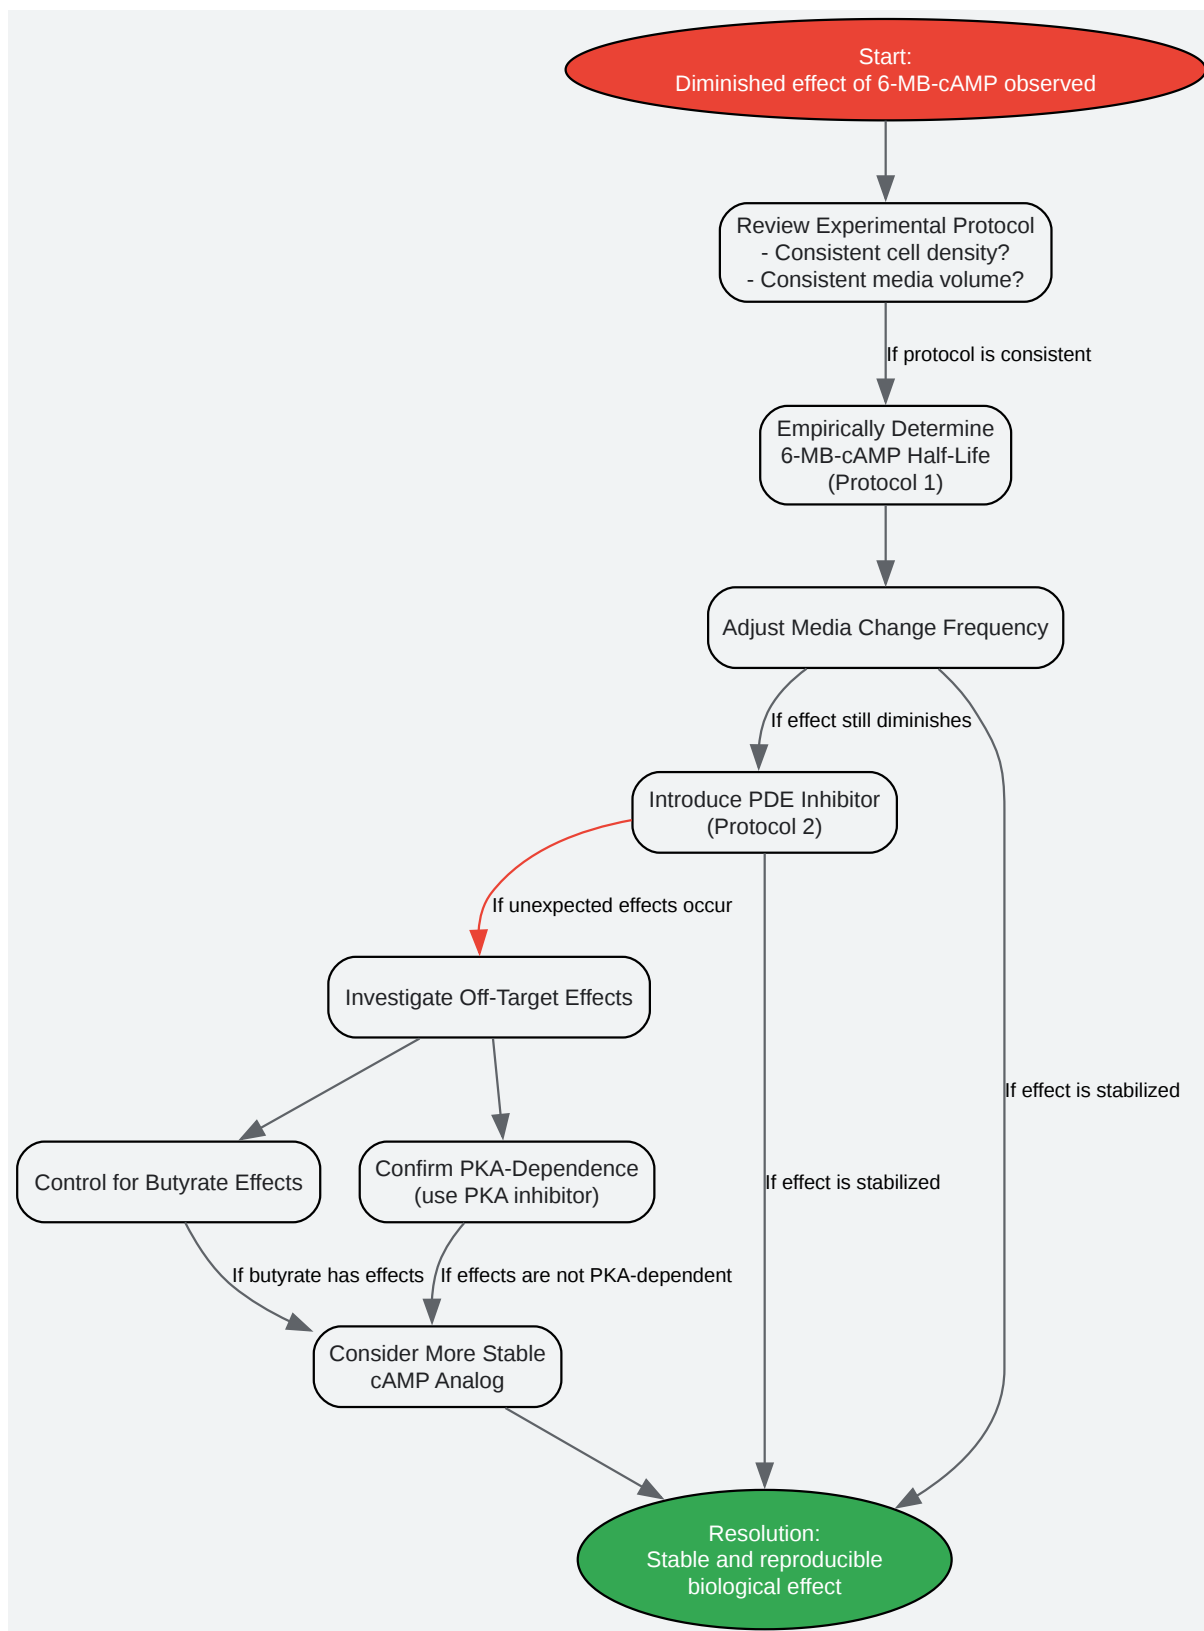 Start:
Diminished effect of 6-MB-cAMP observed
Review Experimental Protocol
- Consistent cell density?
- Consistent media volume?
If protocol is consistent
Empirically Determine
6-MB-cAMP Half-Life
(Protocol 1)
Adjust Media Change Frequency
If effect still diminishes
Introduce PDE Inhibitor
(Protocol 2)
If unexpected effects occur
Investigate Off-Target Effects
If effect is stabilized
Control for Butyrate Effects
Confirm PKA-Dependence
(use PKA inhibitor)
If effect is stabilized
If butyrate has effects
If effects are not PKA-dependent
Consider More Stable
cAMP Analog
Resolution:
Stable and reproducible
biological effect